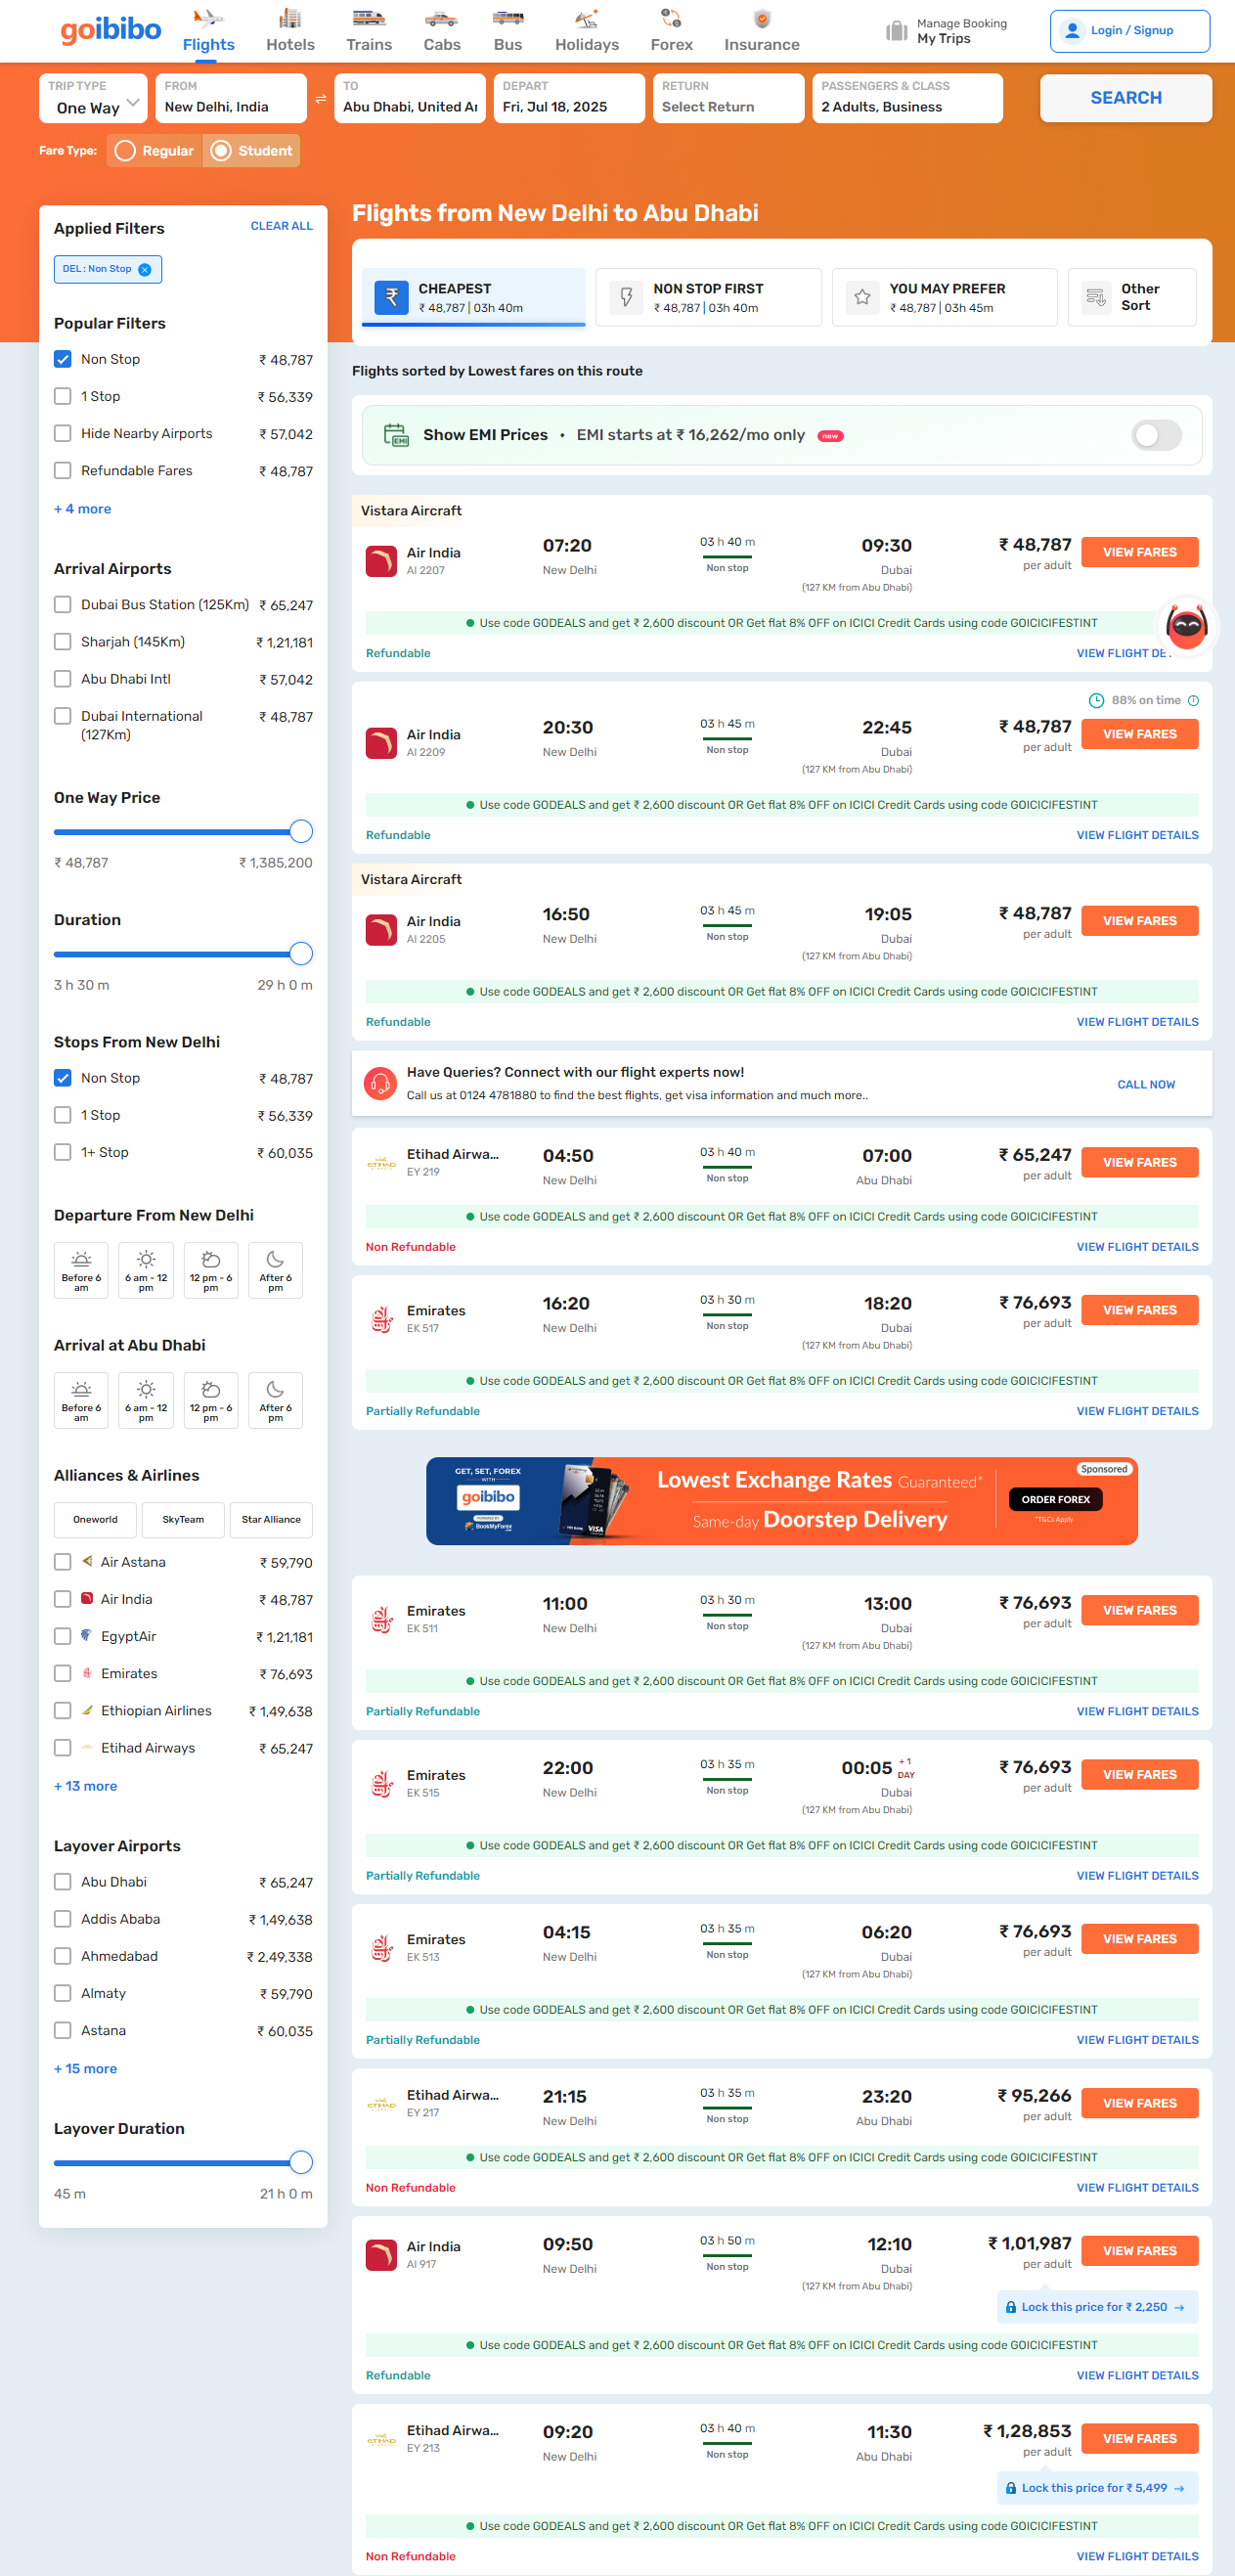 goibibo
Flights
Hotels
Trains
Cabs
Bus
Holidays
Forex
Insurance
Manage Booking
My Trips
Login / Signup
TRIP TYPE
One Way
FROM
New Delhi, India
TO
Abu Dhabi, United Ar
DEPART
Fri, Jul 18, 2025
RETURN
Select Return
PASSENGERS & CLASS
2 Adults, Business
SEARCH
Fare Type:
Regular
Student
Applied Filters
CLEAR ALL
DEL : Non Stop
Popular Filters
Non Stop ₹ 48,787
1 Stop ₹ 56,339
Hide Nearby Airports ₹ 57,042
Refundable Fares ₹ 48,787
+ 4 more
Arrival Airports
Dubai Bus Station (125Km) ₹ 65,247
Sharjah (145Km) ₹ 1,21,181
Abu Dhabi Intl ₹ 57,042
Dubai International ₹ 48,787
(127Km)
One Way Price
₹ 48,787 ₹ 1,385,200
Duration
3 h 30 m 29 h 0 m
Stops From New Delhi
Non Stop ₹ 48,787
1 Stop ₹ 56,339
1+ Stop ₹ 60,035
Departure From New Delhi
Before 6 am
6 am - 12 pm
12 pm - 6 pm
After 6 pm
Arrival at Abu Dhabi
Before 6 am
6 am - 12 pm
12 pm - 6 pm
After 6 pm
Alliances & Airlines
Oneworld
SkyTeam
Star Alliance
Air Astana ₹ 59,790
Air India ₹ 48,787
EgyptAir ₹ 1,21,181
Emirates ₹ 76,693
Ethiopian Airlines ₹ 1,49,638
Etihad Airways ₹ 65,247
+ 13 more
Layover Airports
Abu Dhabi ₹ 65,247
Addis Ababa ₹ 1,49,638
Ahmedabad ₹ 2,49,338
Almaty ₹ 59,790
Astana ₹ 60,035
+ 15 more
Layover Duration
45 m 21 h 0 m
Flights from New Delhi to Abu Dhabi
CHEAPEST
₹ 48,787 | 03h 40m
NON STOP FIRST
₹ 48,787 | 03h 40m
YOU MAY PREFER
₹ 48,787 | 03h 45m
Other
Sort
Flights sorted by Lowest fares on this route
EMI
Show EMI Prices • EMI starts at ₹ 16,262/mo only new
Vistara Aircraft
Air India
AI 2207
07:20
New Delhi
03 h 40 m
Non stop
09:30
Dubai
(127 KM from Abu Dhabi)
₹ 48,787
per adult
VIEW FARES
Use code GODEALS and get ₹ 2,600 discount OR Get flat 8% OFF on ICICI Credit Cards using code GOICICIFESTINT
Refundable
VIEW FLIGHT DE
88% on time
Air India
AI 2209
20:30
New Delhi
03 h 45 m
Non stop
22:45
Dubai
(127 KM from Abu Dhabi)
₹ 48,787
per adult
VIEW FARES
Use code GODEALS and get ₹ 2,600 discount OR Get flat 8% OFF on ICICI Credit Cards using code GOICICIFESTINT
Refundable
VIEW FLIGHT DETAILS
Vistara Aircraft
Air India
AI 2205
16:50
New Delhi
03 h 45 m
Non stop
19:05
Dubai
(127 KM from Abu Dhabi)
₹ 48,787
per adult
VIEW FARES
Use code GODEALS and get ₹ 2,600 discount OR Get flat 8% OFF on ICICI Credit Cards using code GOICICIFESTINT
Refundable
VIEW FLIGHT DETAILS
Have Queries? Connect with our flight experts now!
Call us at 0124 4781880 to find the best flights, get visa information and much more..
CALL NOW
Etihad Airwa...
EY 219
04:50
New Delhi
03 h 40 m
Non stop
07:00
Abu Dhabi
₹ 65,247
per adult
VIEW FARES
Use code GODEALS and get ₹ 2,600 discount OR Get flat 8% OFF on ICICI Credit Cards using code GOICICIFESTINT
Non Refundable
VIEW FLIGHT DETAILS
Emirates
EK 517
16:20
New Delhi
03 h 30 m
Non stop
18:20
Dubai
(127 KM from Abu Dhabi)
₹ 76,693
per adult
VIEW FARES
Use code GODEALS and get ₹ 2,600 discount OR Get flat 8% OFF on ICICI Credit Cards using code GOICICIFESTINT
Partially Refundable
VIEW FLIGHT DETAILS
GET, SET, FOREX
WITH
goibibo
POWERED BY
BookMyForex
VISA
Lowest Exchange Rates Guaranteed*
Same-day Doorstep Delivery
Sponsored
ORDER FOREX
*T&Cs Apply
Emirates
EK 511
11:00
New Delhi
03 h 30 m
Non stop
13:00
Dubai
(127 KM from Abu Dhabi)
₹ 76,693
per adult
VIEW FARES
Use code GODEALS and get ₹ 2,600 discount OR Get flat 8% OFF on ICICI Credit Cards using code GOICICIFESTINT
Partially Refundable
VIEW FLIGHT DETAILS
Emirates
EK 515
22:00
New Delhi
03 h 35 m
Non stop
00:05 + 1 DAY
Dubai
(127 KM from Abu Dhabi)
₹ 76,693
per adult
VIEW FARES
Use code GODEALS and get ₹ 2,600 discount OR Get flat 8% OFF on ICICI Credit Cards using code GOICICIFESTINT
Partially Refundable
VIEW FLIGHT DETAILS
Emirates
EK 513
04:15
New Delhi
03 h 35 m
Non stop
06:20
Dubai
(127 KM from Abu Dhabi)
₹ 76,693
per adult
VIEW FARES
Use code GODEALS and get ₹ 2,600 discount OR Get flat 8% OFF on ICICI Credit Cards using code GOICICIFESTINT
Partially Refundable
VIEW FLIGHT DETAILS
Etihad Airwa...
EY 217
21:15
New Delhi
03 h 35 m
Non stop
23:20
Abu Dhabi
₹ 95,266
per adult
VIEW FARES
Use code GODEALS and get ₹ 2,600 discount OR Get flat 8% OFF on ICICI Credit Cards using code GOICICIFESTINT
Non Refundable
VIEW FLIGHT DETAILS
Air India
AI 917
09:50
New Delhi
03 h 50 m
Non stop
12:10
Dubai
(127 KM from Abu Dhabi)
₹ 1,01,987
per adult
VIEW FARES
Lock this price for ₹ 2,250 →
Use code GODEALS and get ₹ 2,600 discount OR Get flat 8% OFF on ICICI Credit Cards using code GOICICIFESTINT
Refundable
VIEW FLIGHT DETAILS
Etihad Airwa...
EY 213
09:20
New Delhi
03 h 40 m
Non stop
11:30
Abu Dhabi
₹ 1,28,853
per adult
VIEW FARES
Lock this price for ₹ 5,499 →
Use code GODEALS and get ₹ 2,600 discount OR Get flat 8% OFF on ICICI Credit Cards using code GOICICIFESTINT
Non Refundable
VIEW FLIGHT DETAILS